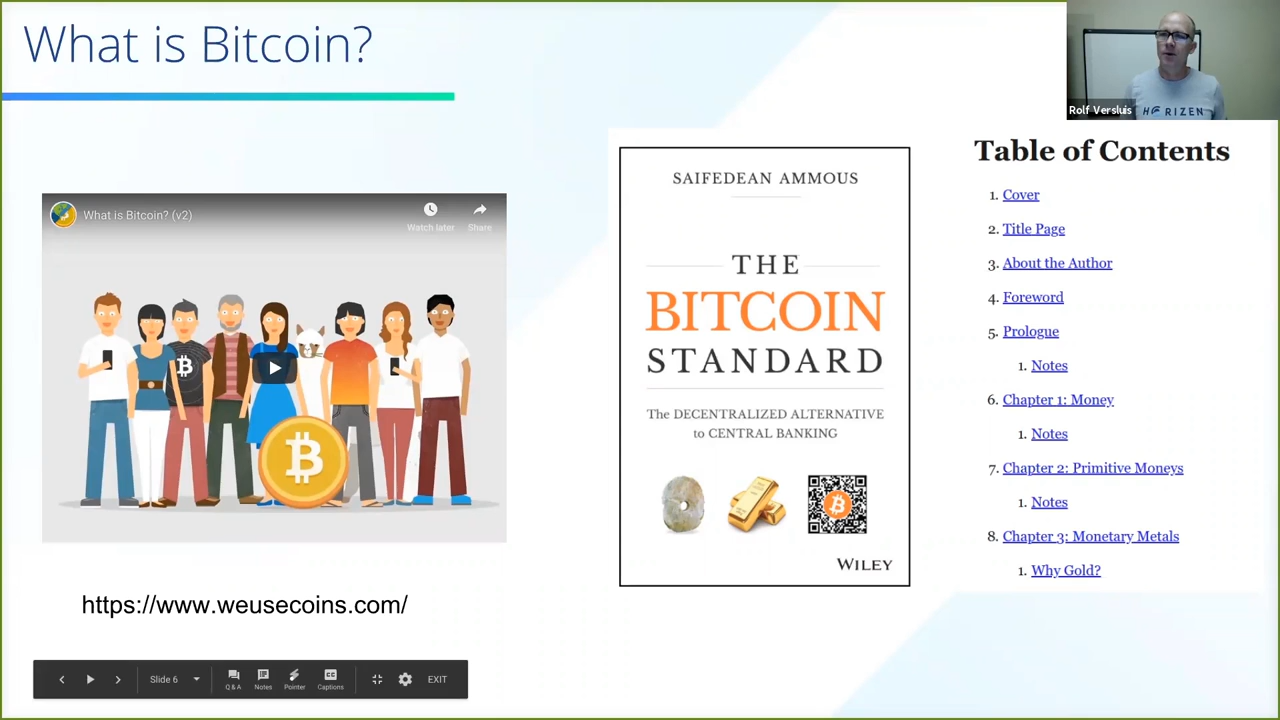 What is Bitcoin?
Rolf Versluis
H RIZEN
What is Bitcoin? (v2)
Watch later
Share
https://www.weusecoins.com/
SAIFEDEAN AMMOUS
THE
BITCOIN
STANDARD
The DECENTRALIZED ALTERNATIVE
to CENTRAL BANKING
WILEY
Table of Contents
1. Cover
2. Title Page
3. About the Author
4. Foreword
5. Prologue
1. Notes
6. Chapter 1: Money
1. Notes
7. Chapter 2: Primitive Moneys
1. Notes
8. Chapter 3: Monetary Metals
1. Why Gold?
Slide 6
Q & A
Notes
Pointer
CC
Captions
EXIT